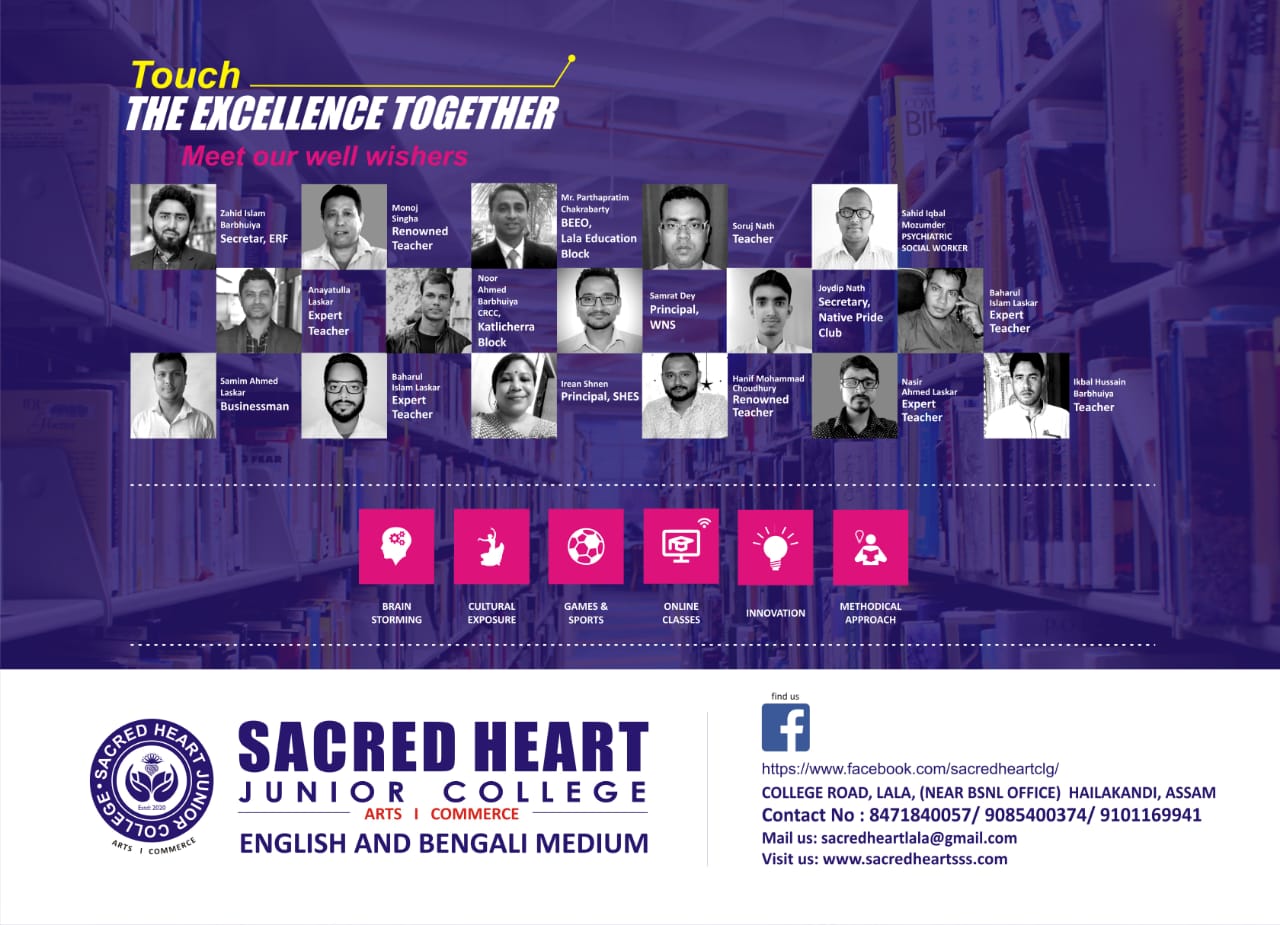 Touch
THE EXCELLENCE TOGETHER
Meet our well wishers
Zahid Islam
Barbhuiya
Secretar, ERF
Monoj
Singha
Renowned
Teacher
Mr. Parthapratim
Chakrabarty
BEEO,
Lala Education
Block
Soruj Nath
Teacher
Sahid Iqbal
Mozumder
PSYCHIATRIC
SOCIAL WORKER
Anayatulla
Laskar
Expert
Teacher
Noor
Ahmed
Barbhuiya
CRCC,
Katlicherra
Block
Samrat Dey
Principal,
WNS
Joydip Nath
Secretary,
Native Pride
Club
Baharul
Islam Laskar
Expert
Teacher
Samim Ahmed
Laskar
Businessman
Baharul
Islam Laskar
Expert
Teacher
Irean Shnen
Principal, SHES
Hanif Mohammad
Choudhury
Renowned
Teacher
Nasir
Ahmed Laskar
Expert
Teacher
Ikbal Hussain
Barbhuiya
Teacher
BRAIN
STORMING
CULTURAL
EXPOSURE
GAMES &
SPORTS
ONLINE
CLASSES
INNOVATION
METHODICAL
APPROACH
SACRED HEART JUNIOR COLLEGE
Estd: 2020
ARTS I COMMERCE
SACRED HEART
JUNIOR COLLEGE
ARTS I COMMERCE
ENGLISH AND BENGALI MEDIUM
find us
f
https://www.facebook.com/sacredheartclg/
COLLEGE ROAD, LALA, (NEAR BSNL OFFICE) HAILAKANDI, ASSAM
Contact No : 8471840057/ 9085400374/ 9101169941
Mail us: sacredheartlala@gmail.com
Visit us: www.sacredheartsss.com